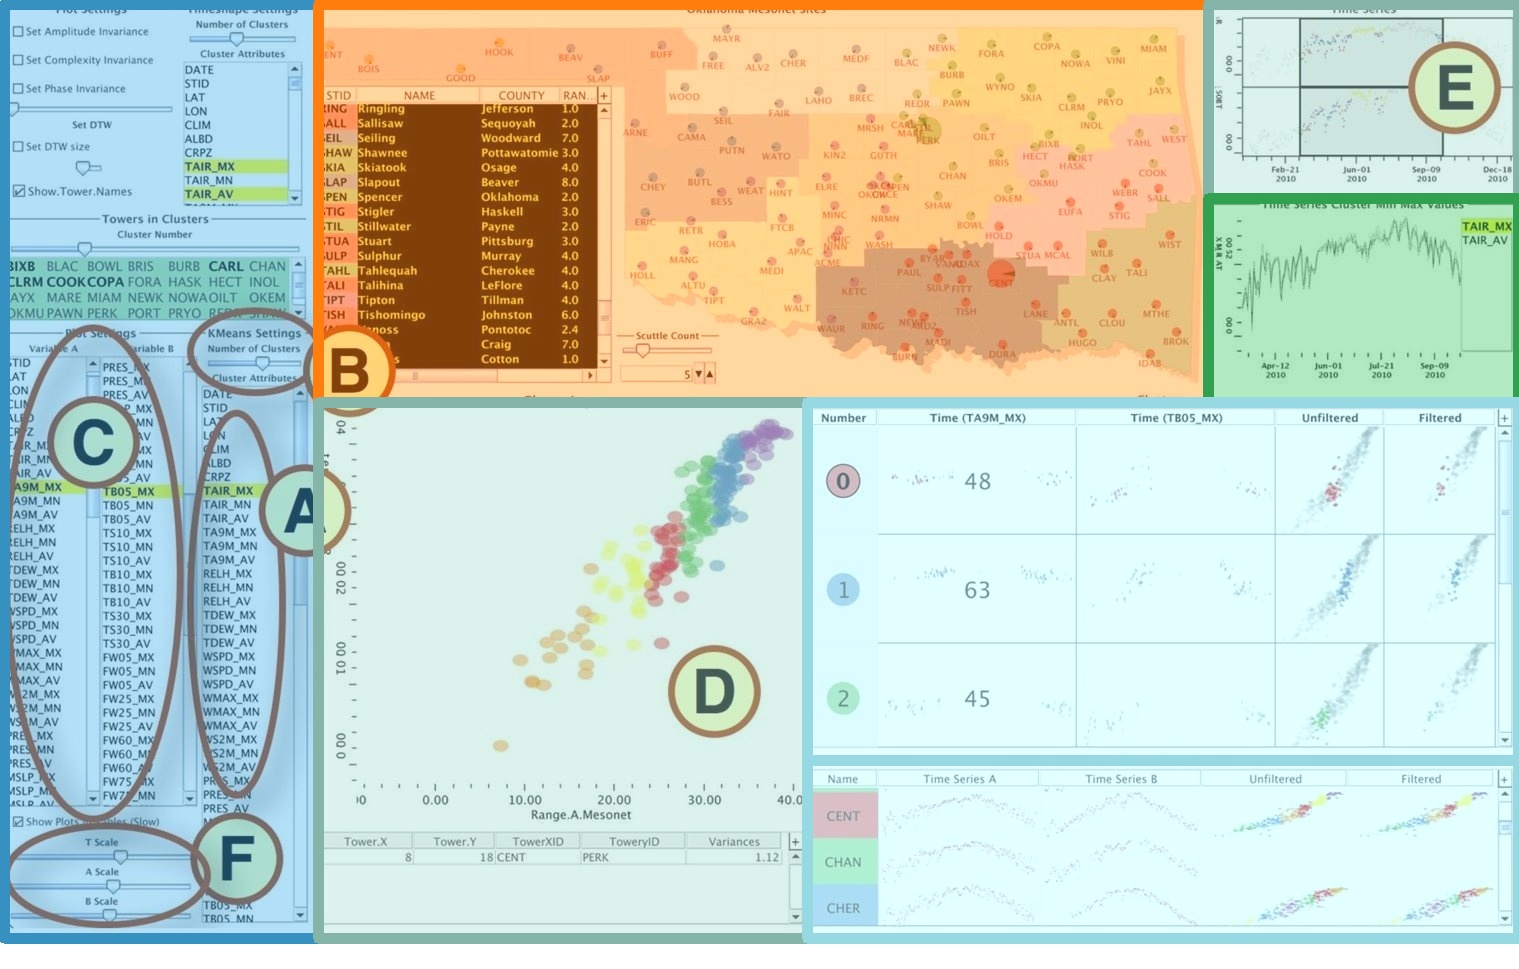 Plot Settings
Set Amplitude Invariance
Set Complexity Invariance
Set Phase Invariance
Set DTW
Set DTW size
Show.Tower.Names
Timeshape Settings
Number of Clusters
Cluster Attributes
DATE
STID
LAT
LON
CLIM
ALBD
CRPZ
TAIR_MX
TAIR_MN
TAIR_AV
Towers in Clusters
Cluster Number
BIXB BLAC BOWL BRIS BURB CARL CHAN
CLRM COOK COPA FORA HASK HECT INOL
JAYX MARE MIAM NEWK NOWA OILT OKEM
OKMU PAWN PERK PORT PRYO REDR SHAW
Plot Settings
Variable A
STID
LAT
LON
CLIM
ALBD
CRPZ
TAIR_MX
TAIR_MN
TAIR_AV
TA9M_MX
TA9M_MN
TA9M_AV
RELH_MX
RELH_MN
RELH_AV
TDEW_MX
TDEW_MN
TDEW_AV
WSPD_MX
WSPD_MN
WSPD_AV
WMAX_MX
WMAX_MN
WMAX_AV
WS2M_MX
WS2M_MN
WS2M_AV
PRES_MX
PRES_MN
PRES_AV
MSLP_MX
MSLP_MN
Variable B
PRES_MX
PRES_MN
PRES_AV
TB05_MX
TB05_MN
TB05_AV
TS10_MX
TS10_MN
TS10_AV
TB10_MX
TB10_MN
TB10_AV
TS30_MX
TS30_MN
TS30_AV
FW05_MX
FW05_MN
FW05_AV
FW25_MX
FW25_MN
FW25_AV
FW60_MX
FW60_MN
FW60_AV
FW75_MX
FW75_MN
KMeans Settings
Number of Clusters
Cluster Attributes
DATE
STID
LAT
LON
CLIM
ALBD
CRPZ
TAIR_MX
TAIR_MN
TAIR_AV
TA9M_MX
TA9M_MN
TA9M_AV
RELH_MX
RELH_MN
RELH_AV
TDEW_MX
TDEW_MN
TDEW_AV
WSPD_MX
WSPD_MN
WSPD_AV
WMAX_MX
WMAX_MN
WMAX_AV
WS2M_MX
WS2M_MN
WS2M_AV
PRES_MX
PRES_MN
PRES_AV
TB05_MX
TB05_MN
Show Plots in Tables (Slow)
T Scale
A Scale
B Scale
C
A
F
B
Oklahoma Mesonet Sites
STID NAME COUNTY RAN.. +
RING Ringling Jefferson 1.0
SALL Sallisaw Sequoyah 2.0
SEIL Seiling Woodward 7.0
SHAW Shawnee Pottawatomie 3.0
SKIA Skiatook Osage 4.0
SLAP Slapout Beaver 8.0
SPEN Spencer Oklahoma 2.0
STIG Stigler Haskell 3.0
STIL Stillwater Payne 2.0
STUA Stuart Pittsburg 3.0
SULP Sulphur Murray 4.0
TAHL Tahlequah Cherokee 4.0
TALI Talihina LeFlore 4.0
TIPT Tipton Tillman 4.0
TISH Tishomingo Johnston 6.0
Pontotoc 2.4
Craig 7.0
Cotton 1.0
Scuttle Count
5
BOIS GOOD HOOK BEAV SLAP BUFF
MAYR FREE ALV2 CHER MEDF BLAC NEWK FORA COPA NOWA VINI MIAM
WOOD FAIR LAHO BREC REDR BURB PAWN WYNO SKIA CLRM PRYO JAYX
ARNE CAMA SEIL PUTN WATO MRSH PERK OILT INOL BIXB HECT HASK PORT TAHL WEST
CHEY BUTL WEAT BESS HINT KIN2 GUTH ELRE CHAN BRIS OKMU WEBR COOK SALL
ERIC RETR HOBA FTCB MINC NRMN WASH SHAW OKEM BOWL EUFA STIG HOLD
HOLL MANG ALTU TIPT MEDI APAC ACME STUA MCAL WIST
GRA2 WALT KETC PAUL BYAR SULP FITT CENT TISH LANE WILB CLAY TALI
WAUR RING MADI BURN DURA ANTL HUGO CLOU MTHE BROK IDAB
Time Series
00 0
00 0
Feb-21 2010
Jun-01 2010
Sep-09 2010
Dec-18 2010
E
Time Series Cluster Min Max Values
TAIR_MX
TAIR_AV
00 0
Apr-12 2010
Jun-01 2010
Jul-21 2010
Sep-09 2010
04
00 02
00 01
00 0
0.00 10.00 20.00 30.00 40.0
Range.A.Mesonet
D
Tower.X Tower.Y TowerXID ToweryID Variances +
8 18 CENT PERK 1.12
Number Time (TA9M_MX) Time (TB05_MX) Unfiltered Filtered +
0 48
1 63
2 45
Name Time Series A Time Series B Unfiltered Filtered +
CENT
CHAN
CHER